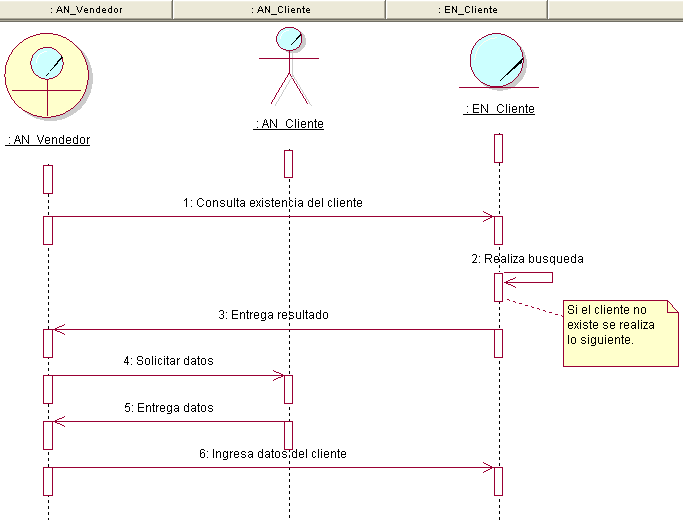 : AN_Vendedor
: AN_Cliente
: EN_Cliente
: AN_Vendedor
: AN_Cliente
: EN_Cliente
1: Consulta existencia del cliente
2: Realiza busqueda
Si el cliente no
existe se realiza
lo siguiente.
3: Entrega resultado
4: Solicitar datos
5: Entrega datos
6: Ingresa datos del cliente